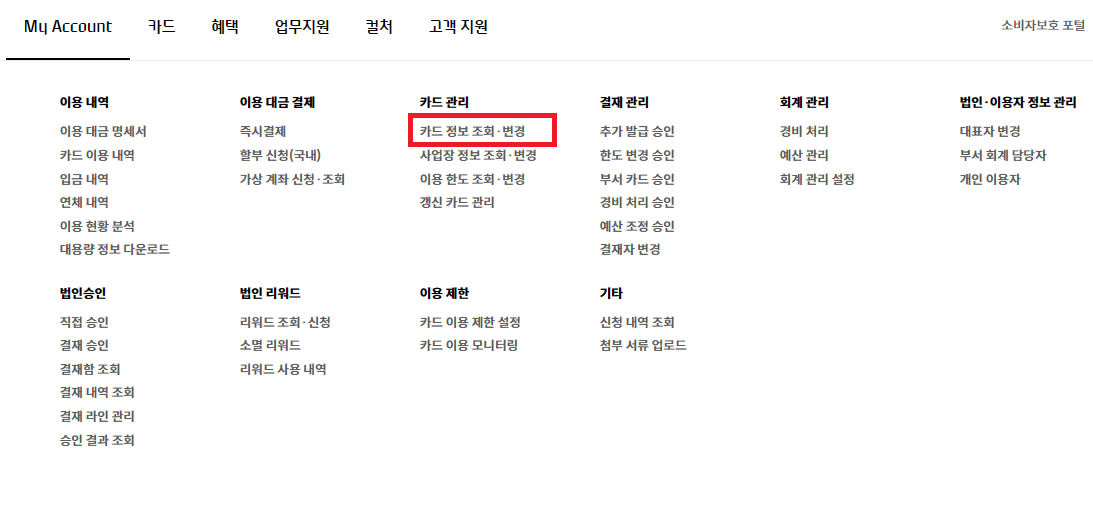 My Account 카드 혜택 업무지원 컬처 고객 지원 소비자보호 포털
이용 내역
이용 대금 명세서
카드 이용 내역
입금 내역
연체 내역
이용 현황 분석
대용량 정보 다운로드
이용 대금 결제
즉시결제
할부 신청(국내)
가상 계좌 신청·조회
카드 관리
카드 정보 조회·변경
사업장 정보 조회·변경
이용 한도 조회·변경
갱신 카드 관리
결재 관리
추가 발급 승인
한도 변경 승인
부서 카드 승인
경비 처리 승인
예산 조정 승인
결재자 변경
회계 관리
경비 처리
예산 관리
회계 관리 설정
법인·이용자 정보 관리
대표자 변경
부서 회계 담당자
개인 이용자
법인승인
직접 승인
결재 승인
결재함 조회
결재 내역 조회
결재 라인 관리
승인 결과 조회
법인 리워드
리워드 조회·신청
소멸 리워드
리워드 사용 내역
이용 제한
카드 이용 제한 설정
카드 이용 모니터링
기타
신청 내역 조회
첨부 서류 업로드